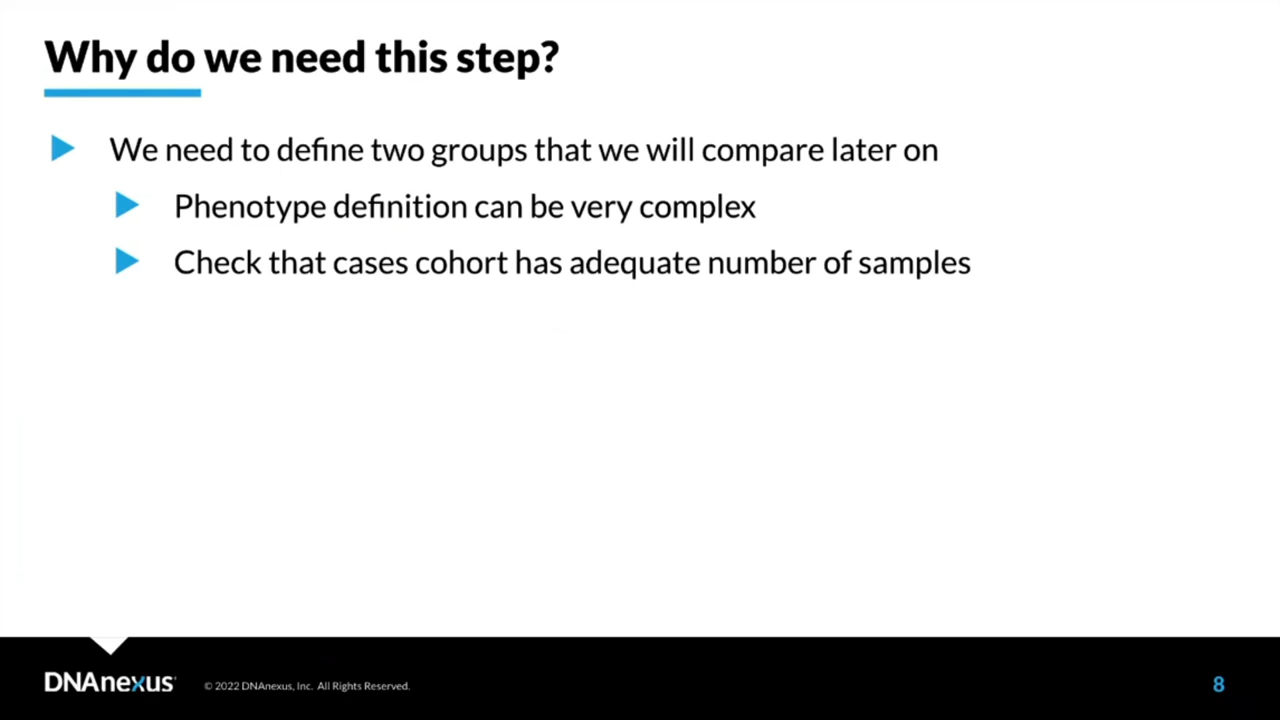 Why do we need this step?
We need to define two groups that we will compare later on
Phenotype definition can be very complex
Check that cases cohort has adequate number of samples
DNAnexus
© 2022 DNAnexus, Inc. All Rights Reserved.
8